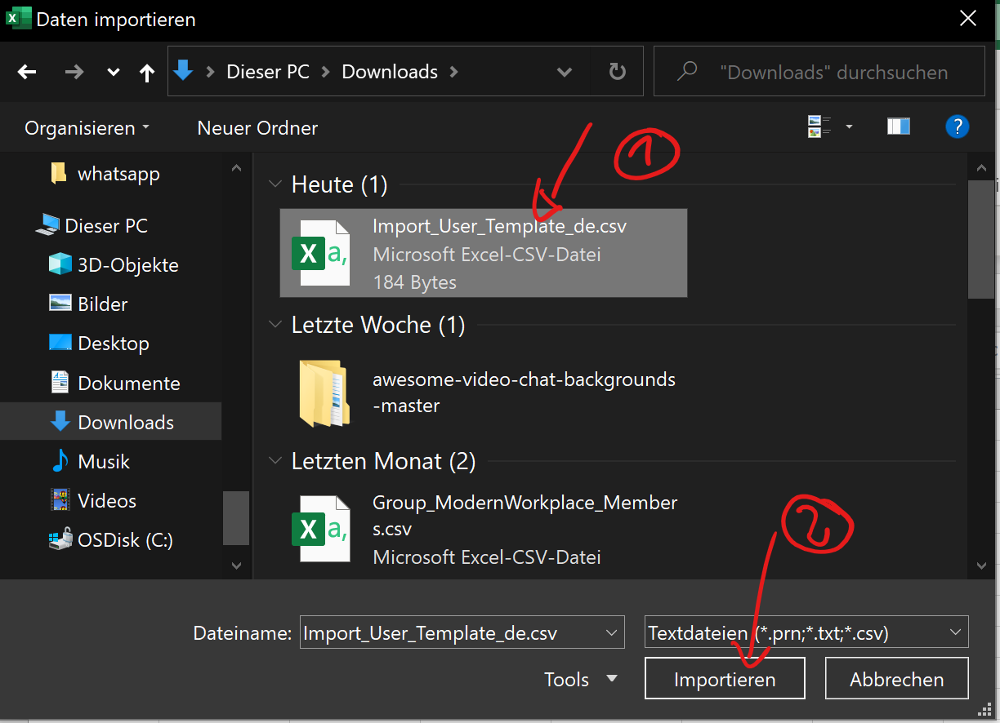 Daten importieren
Dieser PC
Downloads
"Downloads" durchsuchen
Organisieren
Neuer Ordner
?
1
whatsapp
Dieser PC
3D-Objekte
Bilder
Desktop
Dokumente
Downloads
Musik
Videos
OSDisk (C:)
Heute (1)
Import_User_Template_de.csv
Microsoft Excel-CSV-Datei
184 Bytes
Letzte Woche (1)
awesome-video-chat-backgrounds
-master
Letzten Monat (2)
Group_ModernWorkplace_Member
s.csv
Microsoft Excel-CSV-Datei
2
Dateiname:
Import_User_Template_de.csv
Textdateien (*.prn;*.txt;*.csv)
Tools
Importieren
Abbrechen